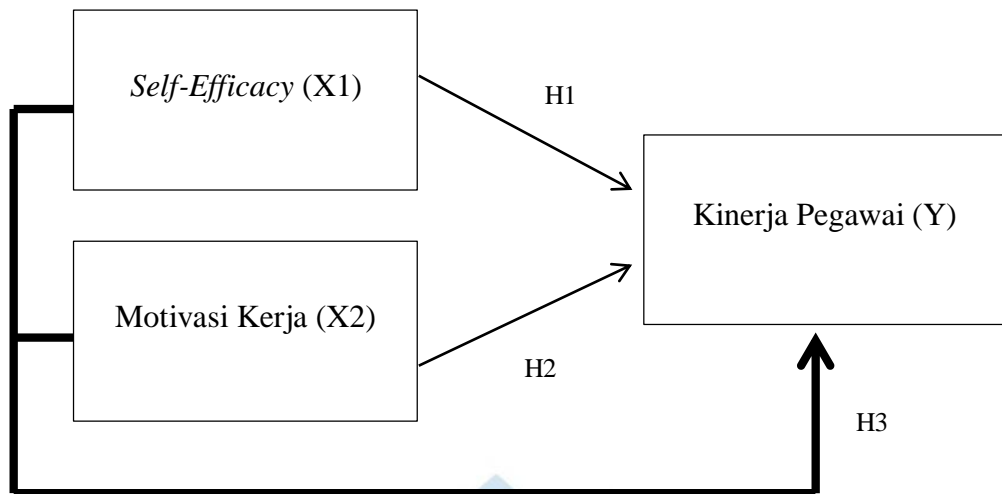 Self-Efficacy (X1)
H1
Kinerja Pegawai (Y)
Motivasi Kerja (X2)
H2
H3